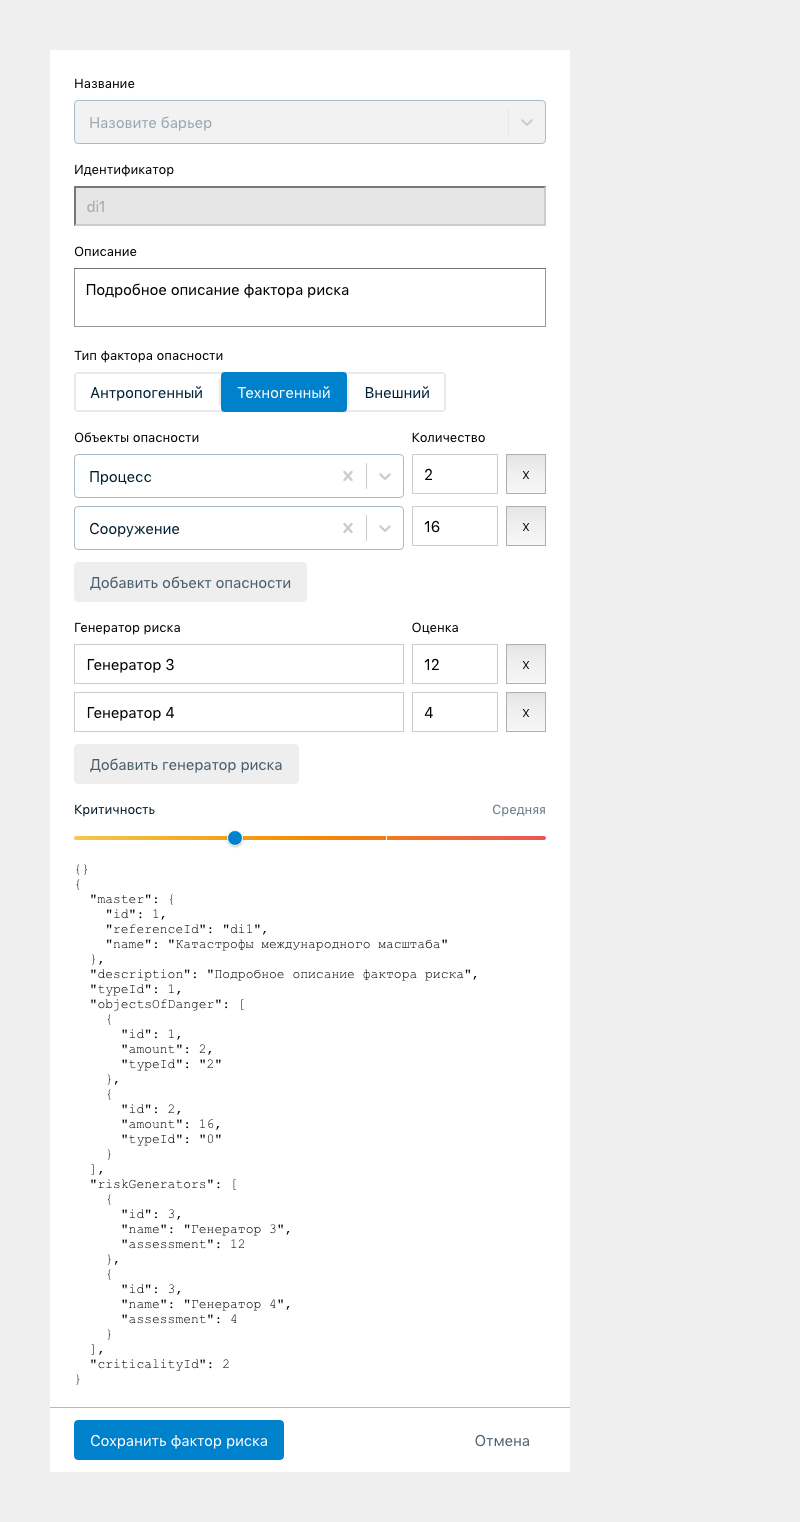 Название
Назовите барьер
Идентификатор
di1
Описание
Подробное описание фактора риска
Тип фактора опасности
Антропогенный Техногенный Внешний
Объекты опасности Количество
Процесс 2 x
Сооружение 16 x
Добавить объект опасности
Генератор риска Оценка
Генератор 3 12 x
Генератор 4 4 x
Добавить генератор риска
Критичность Средняя
{}
{
"master": {
"id": 1,
"referenceId": "di1",
"name": "Катастрофы международного масштаба"
},
"description": "Подробное описание фактора риска",
"typeId": 1,
"objectsOfDanger": [
{
"id": 1,
"amount": 2,
"typeId": "2"
},
{
"id": 2,
"amount": 16,
"typeId": "0"
}
],
"riskGenerators": [
{
"id": 3,
"name": "Генератор 3",
"assessment": 12
},
{
"id": 3,
"name": "Генератор 4",
"assessment": 4
}
],
"criticalityId": 2
}
Сохранить фактор риска Отмена